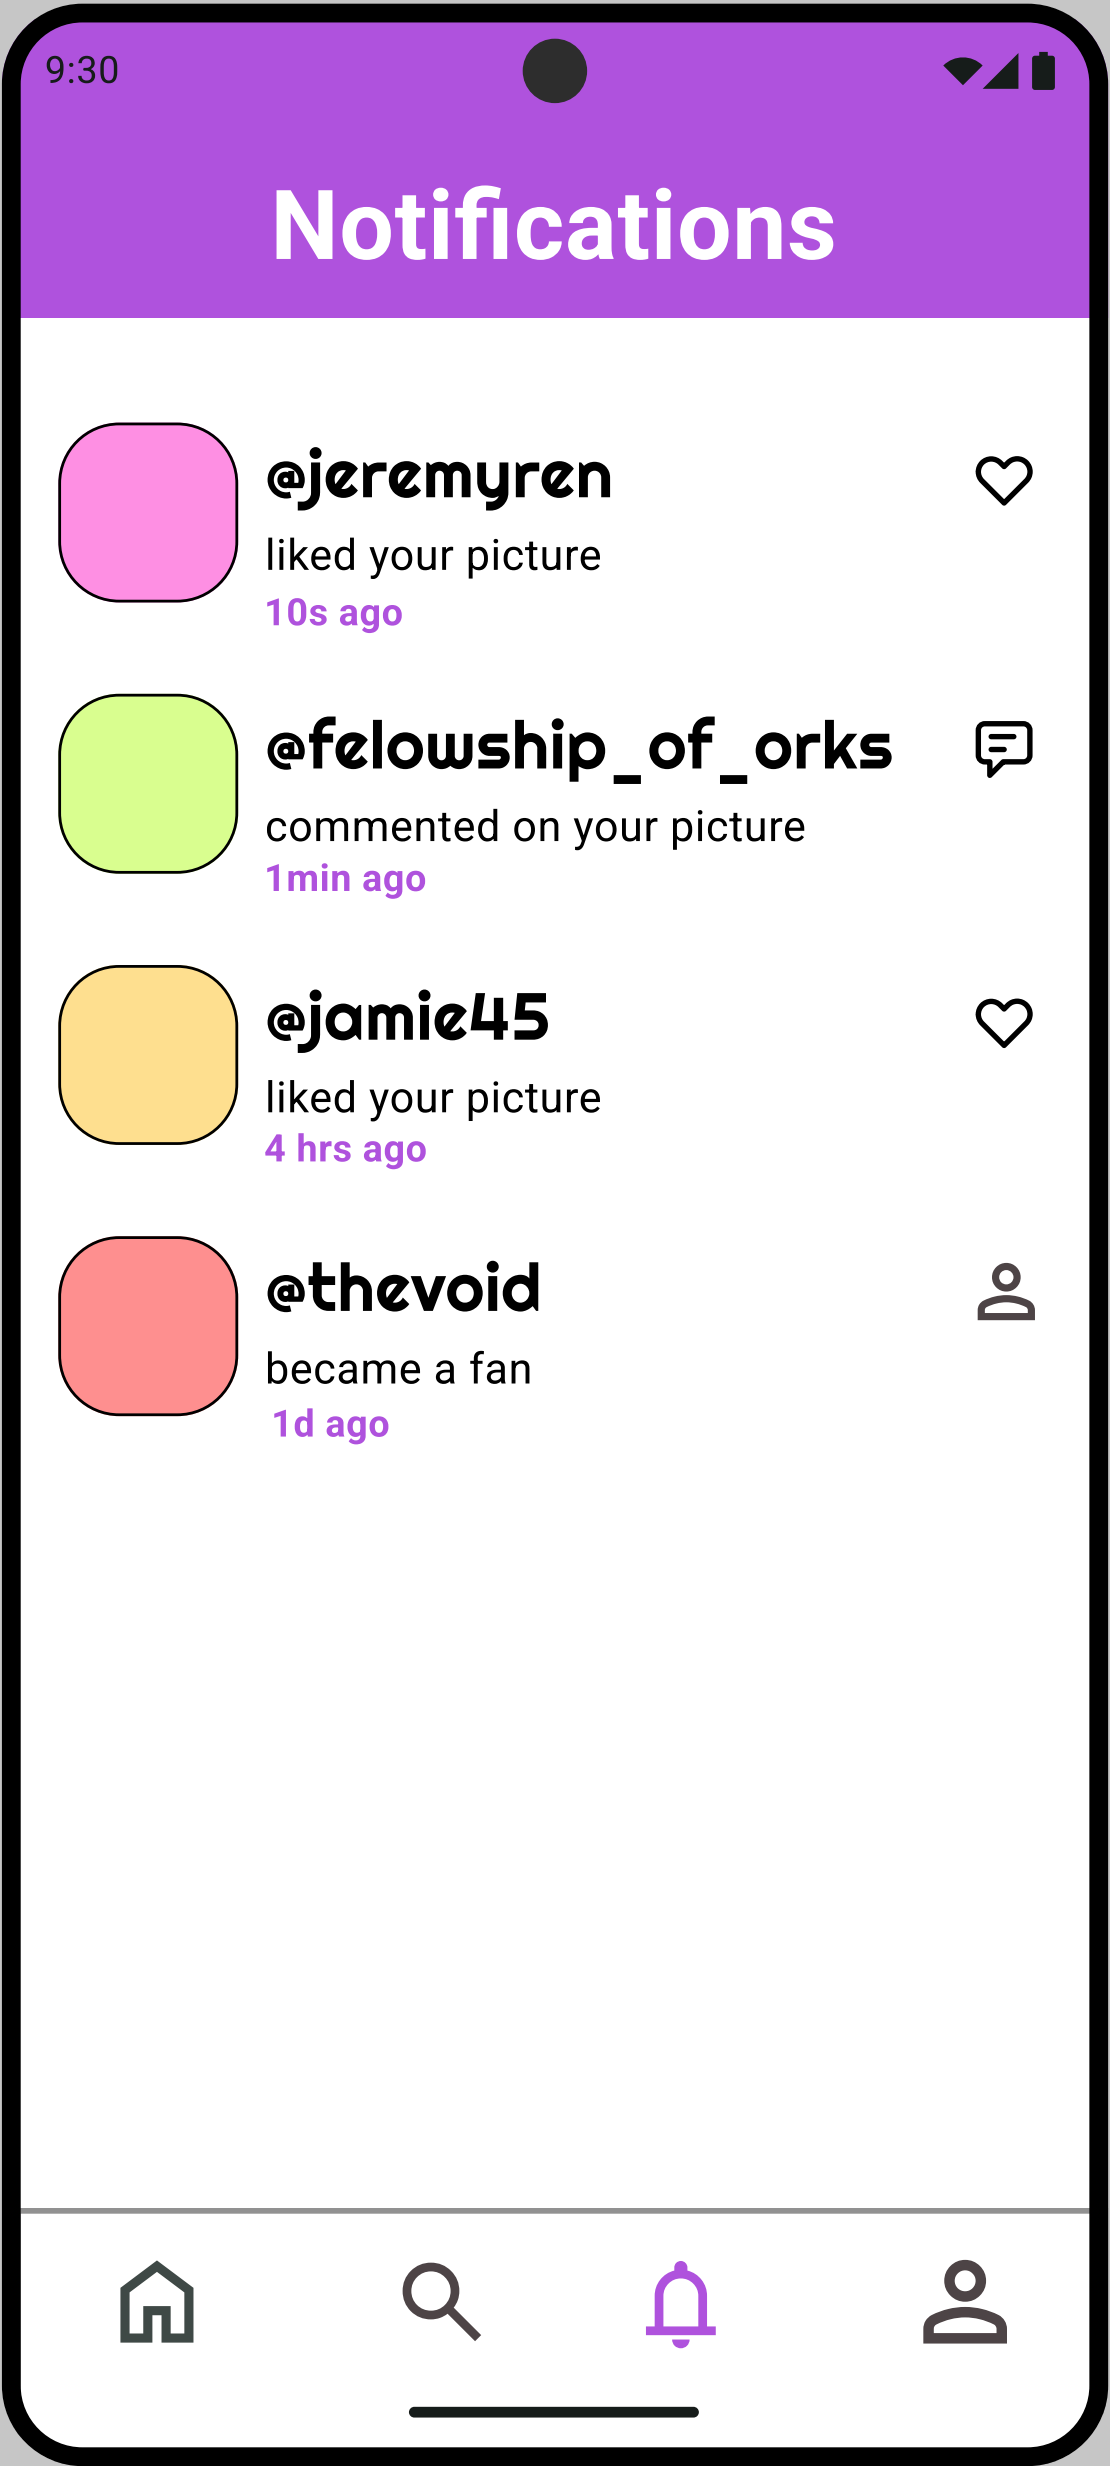 9:30
Notifications
@jeremyren
liked your picture
10s ago
@felowship_of_orks
commented on your picture
1min ago
@jamie45
liked your picture
4 hrs ago
@thevoid
became a fan
1d ago